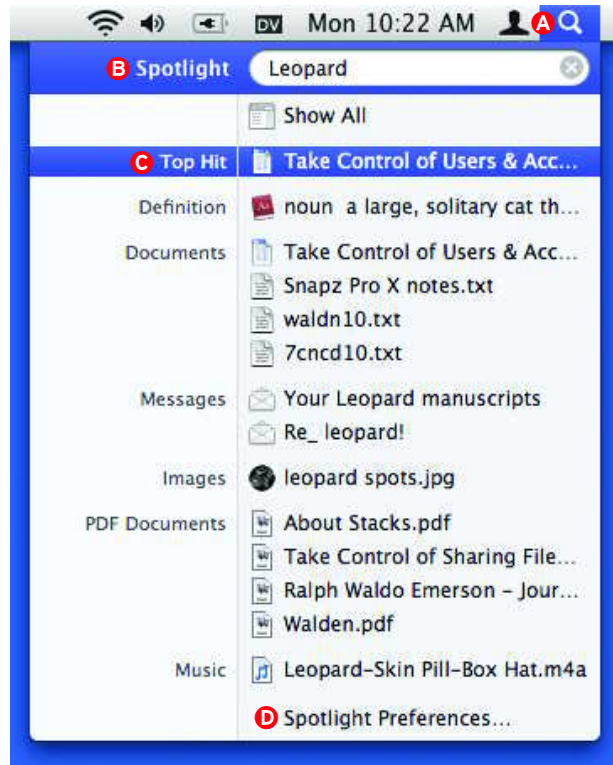 DV Mon 10:22 AM A
B Spotlight Leopard
Show All
C Top Hit Take Control of Users & Acc...
Definition Aa noun a large, solitary cat th...
Documents Take Control of Users & Acc...
Snapz Pro X notes.txt
waldn10.txt
7cncd10.txt
Messages Your Leopard manuscripts
Re_ leopard!
Images leopard spots.jpg
PDF Documents About Stacks.pdf
Take Control of Sharing File...
Ralph Waldo Emerson – Jour...
Walden.pdf
Music Leopard-Skin Pill-Box Hat.m4a
D Spotlight Preferences...